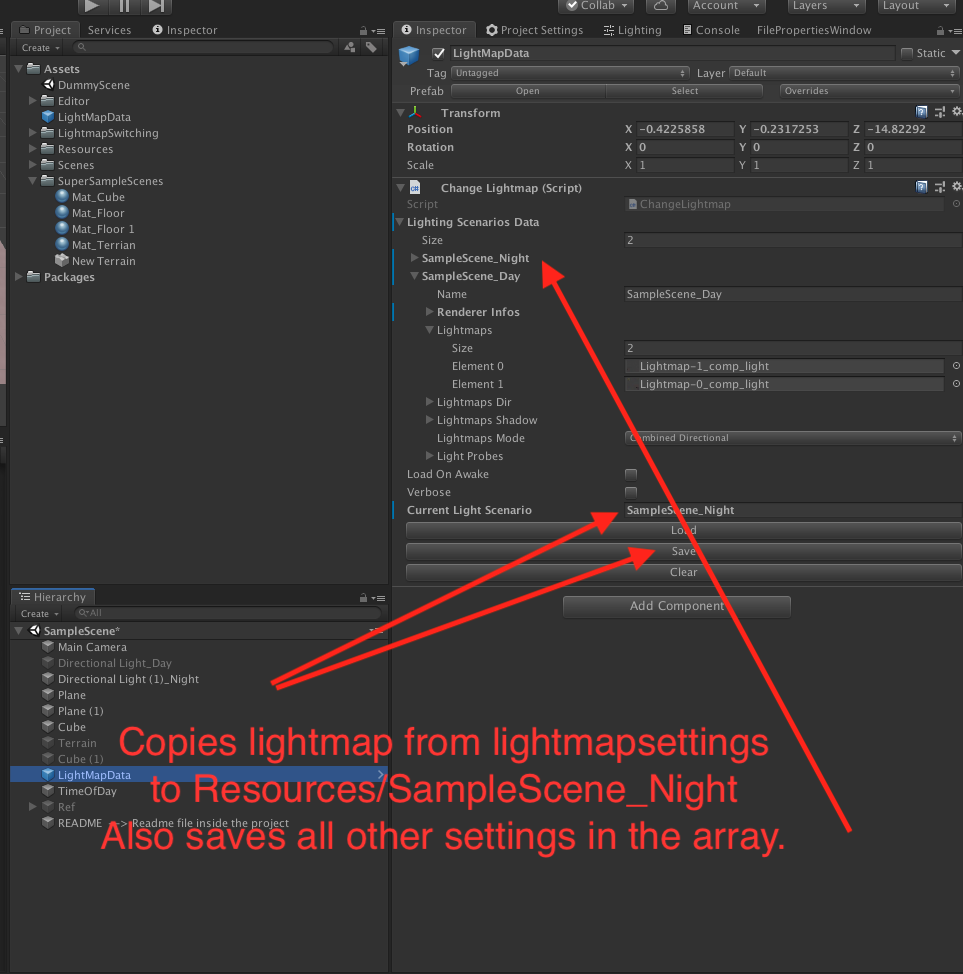 Collab
Account
Layers
Layout
Project
Services
Inspector
Create
Assets
DummyScene
Editor
LightMapData
LightmapSwitching
Resources
Scenes
SuperSampleScenes
Mat_Cube
Mat_Floor
Mat_Floor 1
Mat_Terrian
New Terrain
Packages
Hierarchy
Create
All
SampleScene*
Main Camera
Directional Light_Day
Directional Light (1)_Night
Plane
Plane (1)
Cube
Terrain
Cube (1)
LightMapData
TimeOfDay
Ref
README --> Readme file inside the project
Inspector
Project Settings
Lighting
Console
FilePropertiesWindow
LightMapData
Static
Tag Untagged Layer Default
Prefab Open Select Overrides
Transform
Position X -0.4225858 Y -0.2317253 Z -14.82292
Rotation X 0 Y 0 Z 0
Scale X 1 Y 1 Z 1
Change Lightmap (Script)
Script ChangeLightmap
Lighting Scenarios Data
Size 2
SampleScene_Night
SampleScene_Day
Name SampleScene_Day
Renderer Infos
Lightmaps
Size 2
Element 0 Lightmap-1_comp_light
Element 1 Lightmap-0_comp_light
Lightmaps Dir
Lightmaps Shadow
Lightmaps Mode Combined Directional
Light Probes
Load On Awake
Verbose
Current Light Scenario SampleScene_Night
Load
Save
Clear
Add Component
Copies lightmap from lightmapsettings
to Resources/SampleScene_Night
Also saves all other settings in the array.